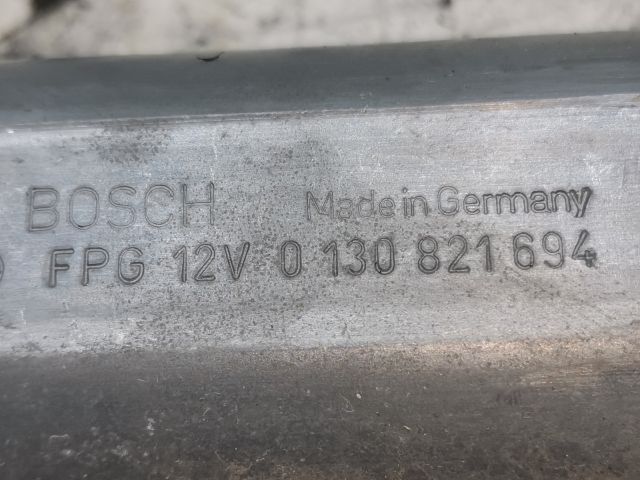 BOSCH Made in Germany
FPG 12V 0 130 821 694